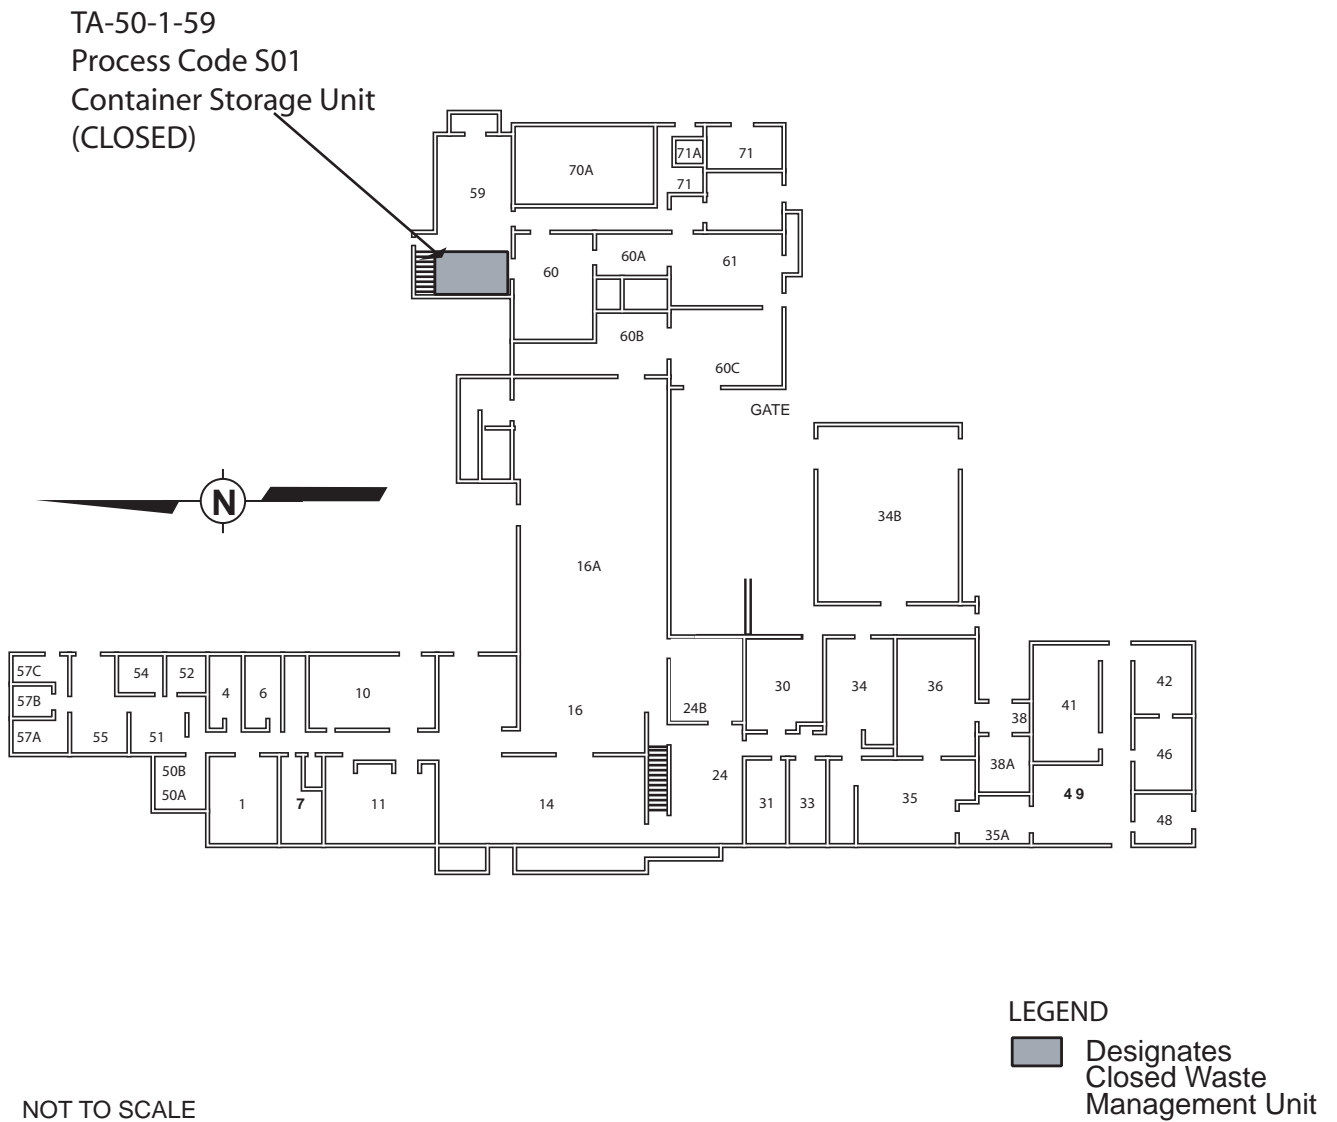 TA-50-1-59
Process Code S01
Container Storage Unit
(CLOSED)
70A
71A
71
59
71
60
60A
61
60B
60C
GATE
N
34B
16A
57C
54
52
4
6
10
57B
57A
55
51
16
24B
30
34
36
38
41
42
50B
50A
1
7
11
14
24
31
33
35
38A
35A
49
46
48
LEGEND
Designates
Closed Waste
Management Unit
NOT TO SCALE